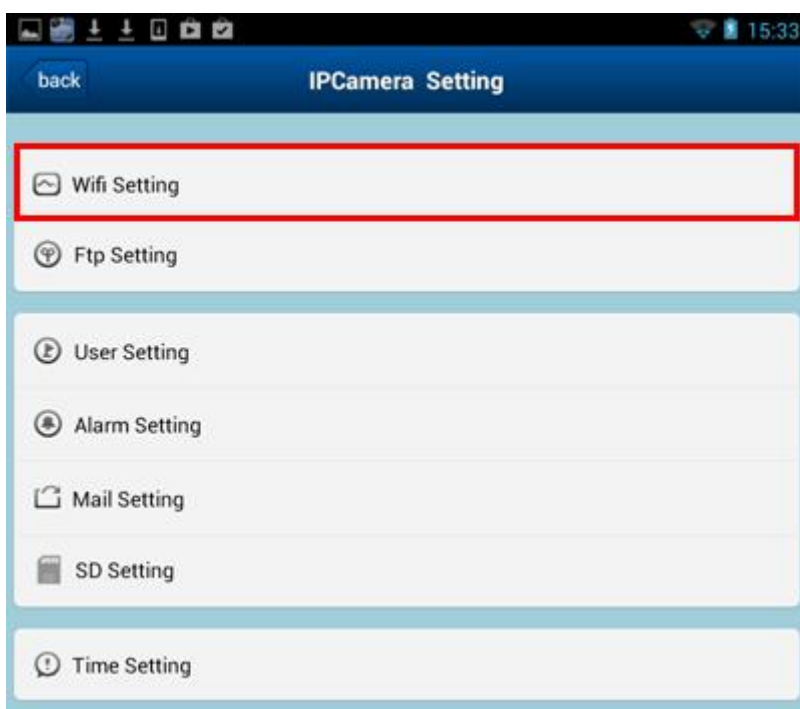 15:33
back
IPCamera Setting
Wifi Setting
Ftp Setting
User Setting
Alarm Setting
Mail Setting
SD Setting
Time Setting